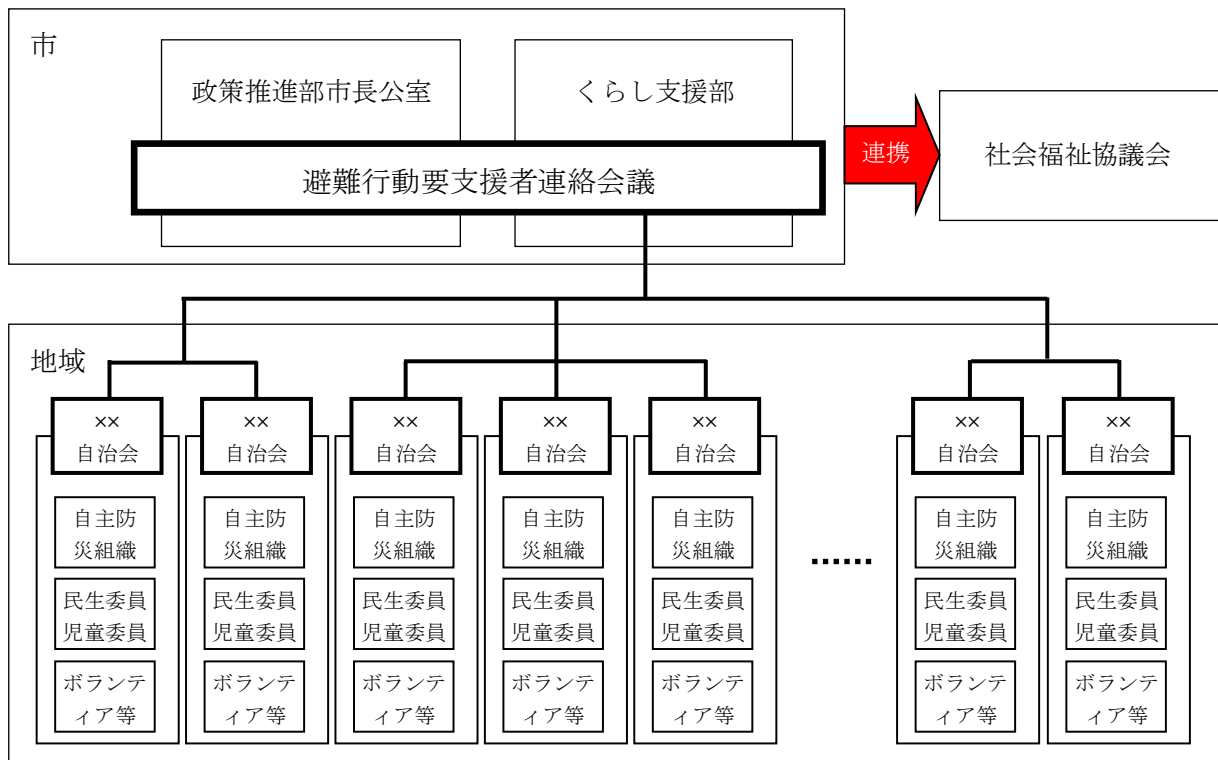 市
政策推進部市長公室
くらし支援部
避難行動要支援者連絡会議
連携
社会福祉協議会
地域
××
自治会
自主防
災組織
民生委員
児童委員
ボランテ
ィア等
××
自治会
自主防
災組織
民生委員
児童委員
ボランテ
ィア等
××
自治会
自主防
災組織
民生委員
児童委員
ボランテ
ィア等
××
自治会
自主防
災組織
民生委員
児童委員
ボランテ
ィア等
××
自治会
自主防
災組織
民生委員
児童委員
ボランテ
ィア等
……
××
自治会
自主防
災組織
民生委員
児童委員
ボランテ
ィア等
××
自治会
自主防
災組織
民生委員
児童委員
ボランテ
ィア等